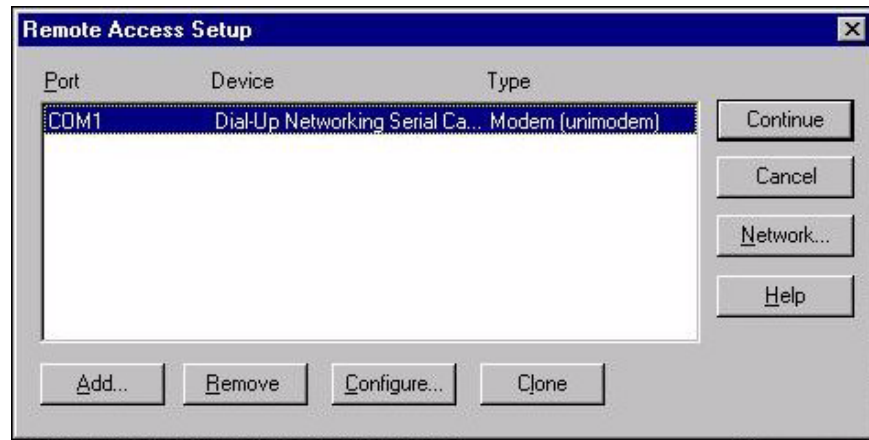 Remote Access Setup
Port Device Type
COM1 Dial-Up Networking Serial Ca... Modem (unimodem)
Continue
Cancel
Network...
Help
Add... Remove Configure... Clone